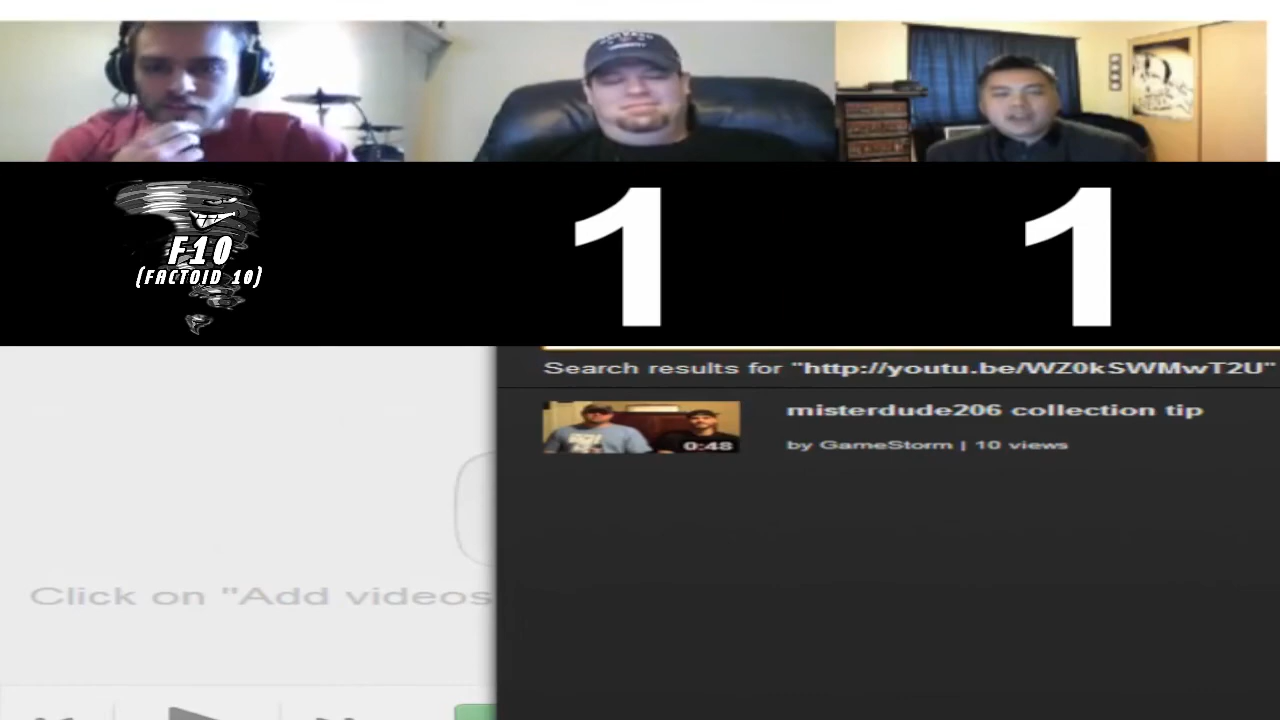 F10
(FACTOID 10)
1
1
Search results for "http://youtu.be/WZ0kSWMwT2U"
misterdude206 collection tip
0:48
by GameStorm | 10 views
Click on "Add videos